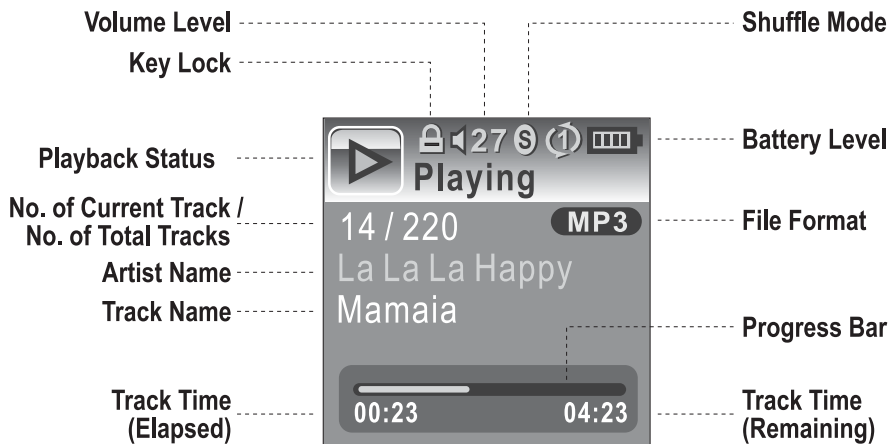 Volume Level
Shuffle Mode
Key Lock
27 S 1
Battery Level
Playback Status
Playing
No. of Current Track /
No. of Total Tracks
14 / 220
MP3
File Format
Artist Name
La La La Happy
Track Name
Mamaia
Progress Bar
Track Time
(Elapsed)
00:23
04:23
Track Time
(Remaining)